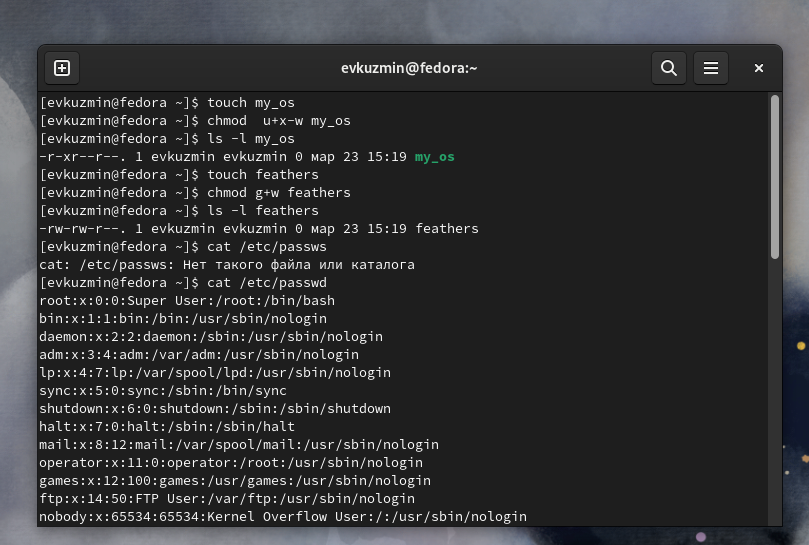 evkuzmin@fedora:~
[evkuzmin@fedora ~]$ touch my_os
[evkuzmin@fedora ~]$ chmod  u+x-w my_os
[evkuzmin@fedora ~]$ ls -l my_os
-r-xr--r--. 1 evkuzmin evkuzmin 0 мар 23 15:19 my_os
[evkuzmin@fedora ~]$ touch feathers
[evkuzmin@fedora ~]$ chmod g+w feathers
[evkuzmin@fedora ~]$ ls -l feathers
-rw-rw-r--. 1 evkuzmin evkuzmin 0 мар 23 15:19 feathers
[evkuzmin@fedora ~]$ cat /etc/passws
cat: /etc/passws: Нет такого файла или каталога
[evkuzmin@fedora ~]$ cat /etc/passwd
root:x:0:0:Super User:/root:/bin/bash
bin:x:1:1:bin:/bin:/usr/sbin/nologin
daemon:x:2:2:daemon:/sbin:/usr/sbin/nologin
adm:x:3:4:adm:/var/adm:/usr/sbin/nologin
lp:x:4:7:lp:/var/spool/lpd:/usr/sbin/nologin
sync:x:5:0:sync:/sbin:/bin/sync
shutdown:x:6:0:shutdown:/sbin:/sbin/shutdown
halt:x:7:0:halt:/sbin:/sbin/halt
mail:x:8:12:mail:/var/spool/mail:/usr/sbin/nologin
operator:x:11:0:operator:/root:/usr/sbin/nologin
games:x:12:100:games:/usr/games:/usr/sbin/nologin
ftp:x:14:50:FTP User:/var/ftp:/usr/sbin/nologin
nobody:x:65534:65534:Kernel Overflow User:/:/usr/sbin/nologin